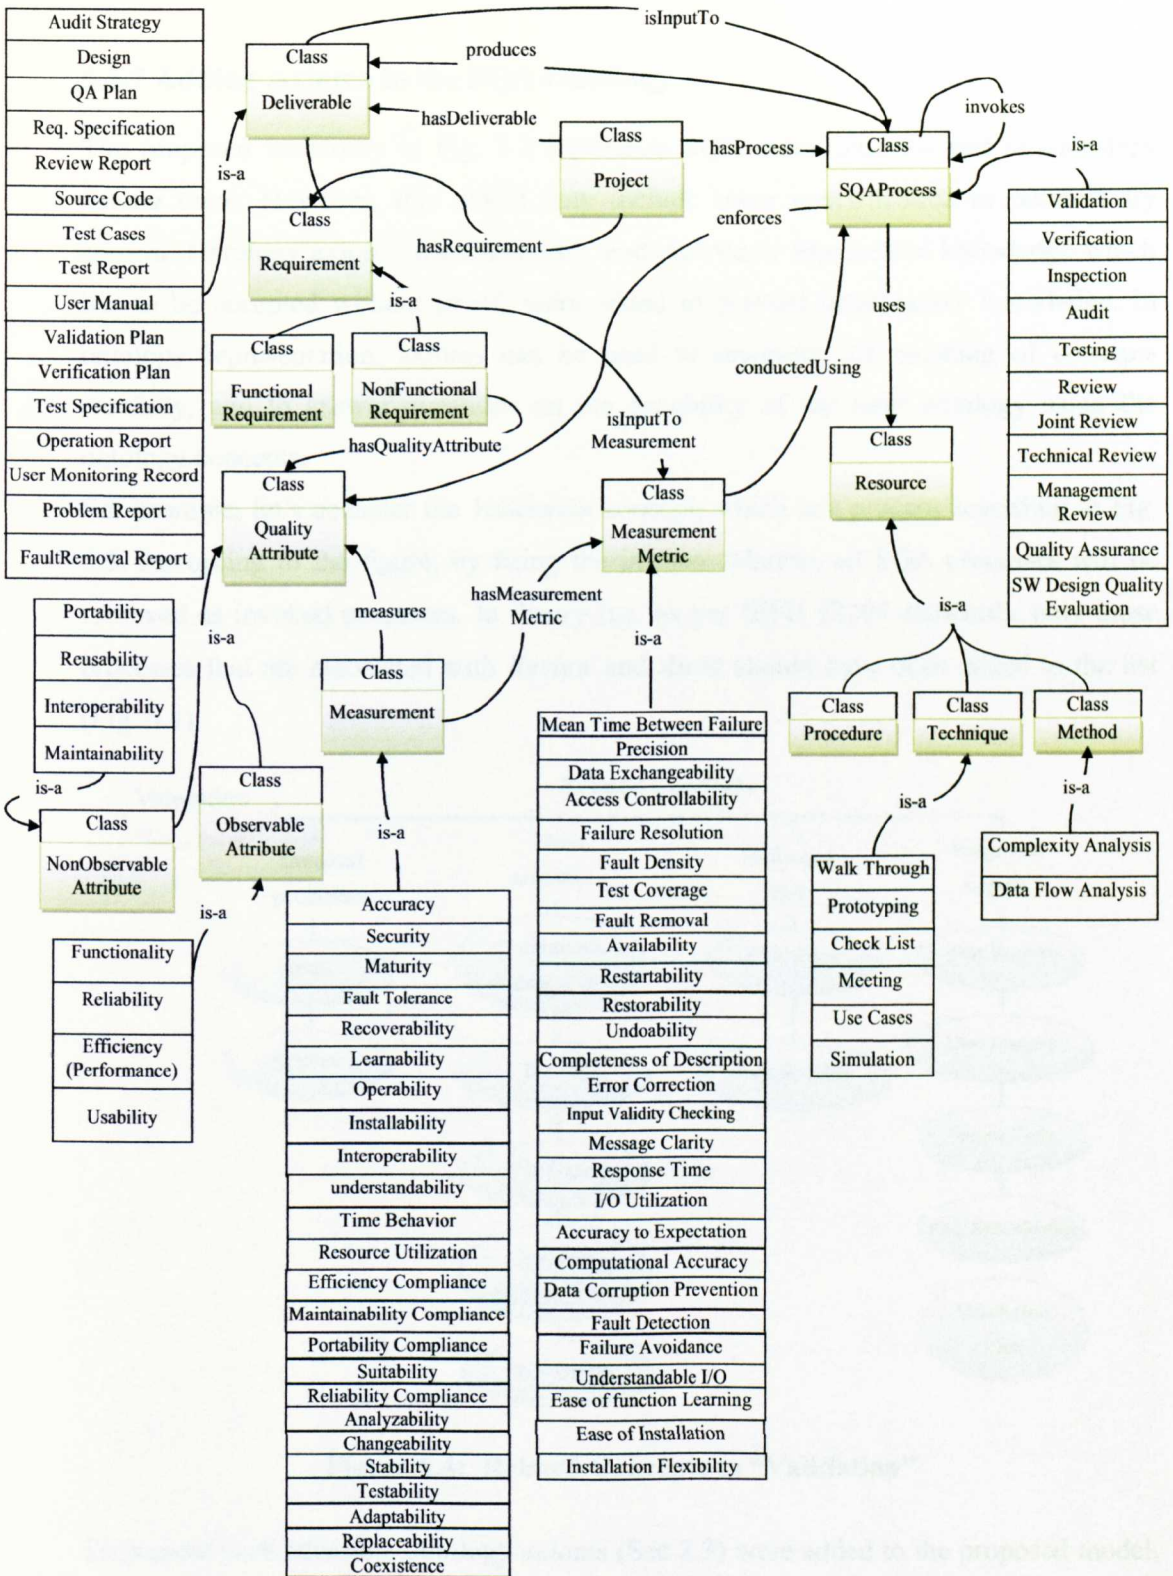 Audit Strategy
Design
QA Plan
Req. Specification
Review Report
Source Code
Test Cases
Test Report
User Manual
Validation Plan
Verification Plan
Test Specification
Operation Report
User Monitoring Record
Problem Report
FaultRemoval Report
is-a
Class
Deliverable
isInputTo
produces
hasDeliverable
Class
Project
hasProcess
Class
SQAProcess
invokes
is-a
Validation
Verification
Inspection
Audit
Testing
Review
Joint Review
Technical Review
Management
Review
Quality Assurance
SW Design Quality
Evaluation
Class
Requirement
hasRequirement
enforces
is-a
Class
Functional
Requirement
Class
NonFunctional
Requirement
hasQualityAttribute
isInputTo
Measurement
conductedUsing
uses
Class
Resource
Class
Quality
Attribute
Class
Measurement
Metric
measures
hasMeasurement
Metric
is-a
is-a
is-a
Portability
Reusability
Interoperability
Maintainability
is-a
Class
NonObservable
Attribute
Class
Observable
Attribute
is-a
Functionality
Reliability
Efficiency
(Performance)
Usability
Class
Measurement
is-a
Accuracy
Security
Maturity
Fault Tolerance
Recoverability
Learnability
Operability
Installability
Interoperability
understandability
Time Behavior
Resource Utilization
Efficiency Compliance
Maintainability Compliance
Portability Compliance
Suitability
Reliability Compliance
Analyzability
Changeability
Stability
Testability
Adaptability
Replaceability
Coexistence
Mean Time Between Failure
Precision
Data Exchangeability
Access Controllability
Failure Resolution
Fault Density
Test Coverage
Fault Removal
Availability
Restartability
Restorability
Undoability
Completeness of Description
Error Correction
Input Validity Checking
Message Clarity
Response Time
I/O Utilization
Accuracy to Expectation
Computational Accuracy
Data Corruption Prevention
Fault Detection
Failure Avoidance
Understandable I/O
Ease of function Learning
Ease of Installation
Installation Flexibility
Class
Procedure
Class
Technique
Class
Method
is-a
is-a
Walk Through
Prototyping
Check List
Meeting
Use Cases
Simulation
Complexity Analysis
Data Flow Analysis